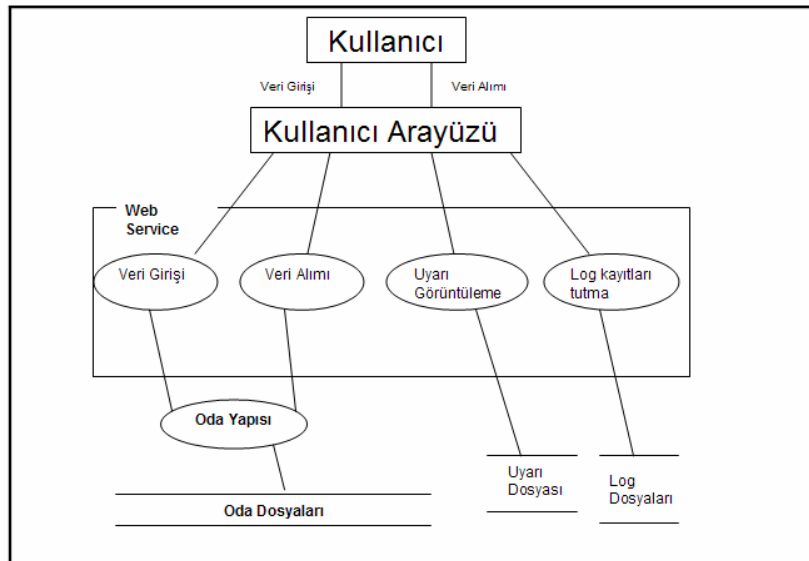 Kullanıcı
Veri Girişi
Veri Alımı
Kullanıcı Arayüzü
Web
Service
Veri Girişi
Veri Alımı
Uyarı
Görüntüleme
Log kayıtları
tutma
Oda Yapısı
Uyarı
Dosyası
Log
Dosyaları
Oda Dosyaları